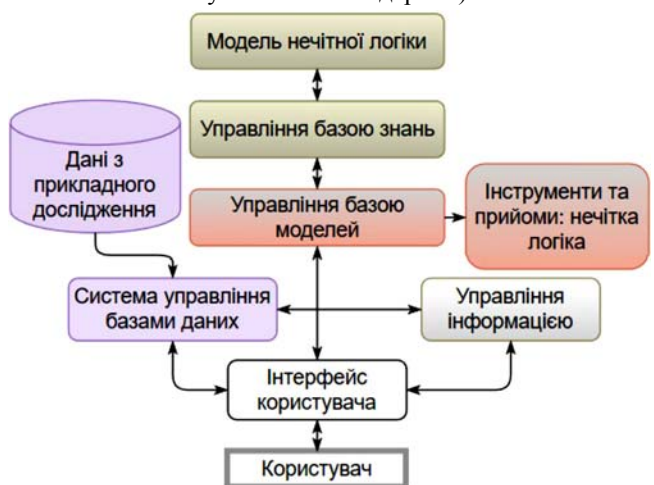 Модель нечітної логіки
Управління базою знань
Дані з
прикладного
дослідження
Управління базою
моделей
Інструменти та
прийоми: нечітка
логіка
Система управління
базами даних
Управління
інформацією
Інтерфейс
користувача
Користувач